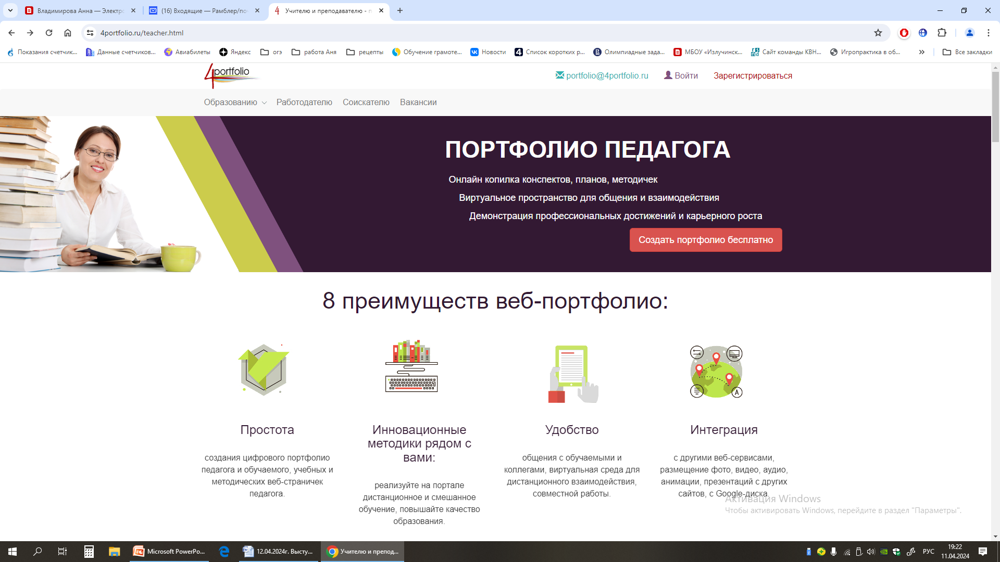 Владимирова Анна — Электро
(16) Входящие — Рамблер/по
Учителю и преподавателю - п
4portfolio.ru/teacher.html
Показания счетчик...
Данные счетчиков...
Авиабилеты
Яндекс
огэ
работа Аня
рецепты
Обучение грамоте...
Новости
Список коротких р...
Олимпиадные зада...
МБОУ «Излучинск...
Сайт команды КВН...
Игропрактика в об...
Все закладки
4portfolio
portfolio@4portfolio.ru
Войти
Зарегистрироваться
Образованию
Работодателю
Соискателю
Вакансии
ПОРТФОЛИО ПЕДАГОГА
Онлайн копилка конспектов, планов, методичек
Виртуальное пространство для общения и взаимодействия
Демонстрация профессиональных достижений и карьерного роста
Создать портфолио бесплатно
8 преимуществ веб-портфолио:
Простота
создания цифрового портфолио
педагога и обучаемого, учебных и
методических веб-страничек
педагога.
Инновационные
методики рядом с
вами:
реализуйте на портале
дистанционное и смешанное
обучение, повышайте качество
образования.
Удобство
общения с обучаемыми и
коллегами, виртуальная среда для
дистанционного взаимодействия,
совместной работы.
A
Интеграция
с другими веб-сервисами,
размещение фото, видео, аудио,
анимации, презентаций с других
сайтов, с Google-диска.
Активация Windows
Чтобы активировать Windows, перейдите в раздел "Параметры".
Microsoft PowerPo...
12.04.2024г. Высту...
Учителю и препод...
РУС
19:22
11.04.2024